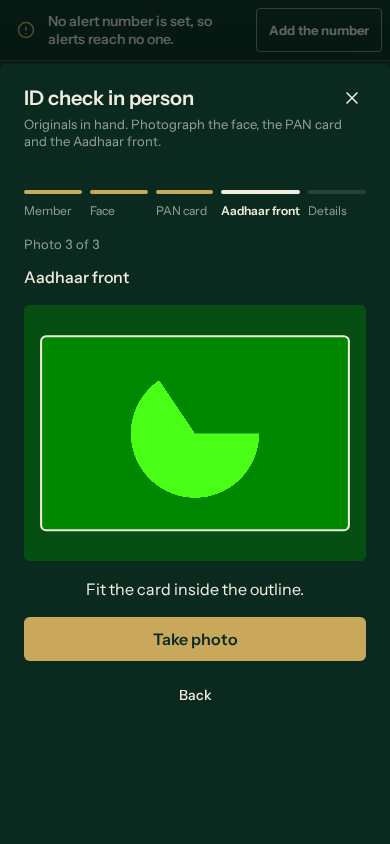 No alert number is set, so
alerts reach no one.
Add the number
ID check in person
Originals in hand. Photograph the face, the PAN card
and the Aadhaar front.
Member
Face
PAN card
Aadhaar front
Details
Photo 3 of 3
Aadhaar front
Fit the card inside the outline.
Take photo
Back